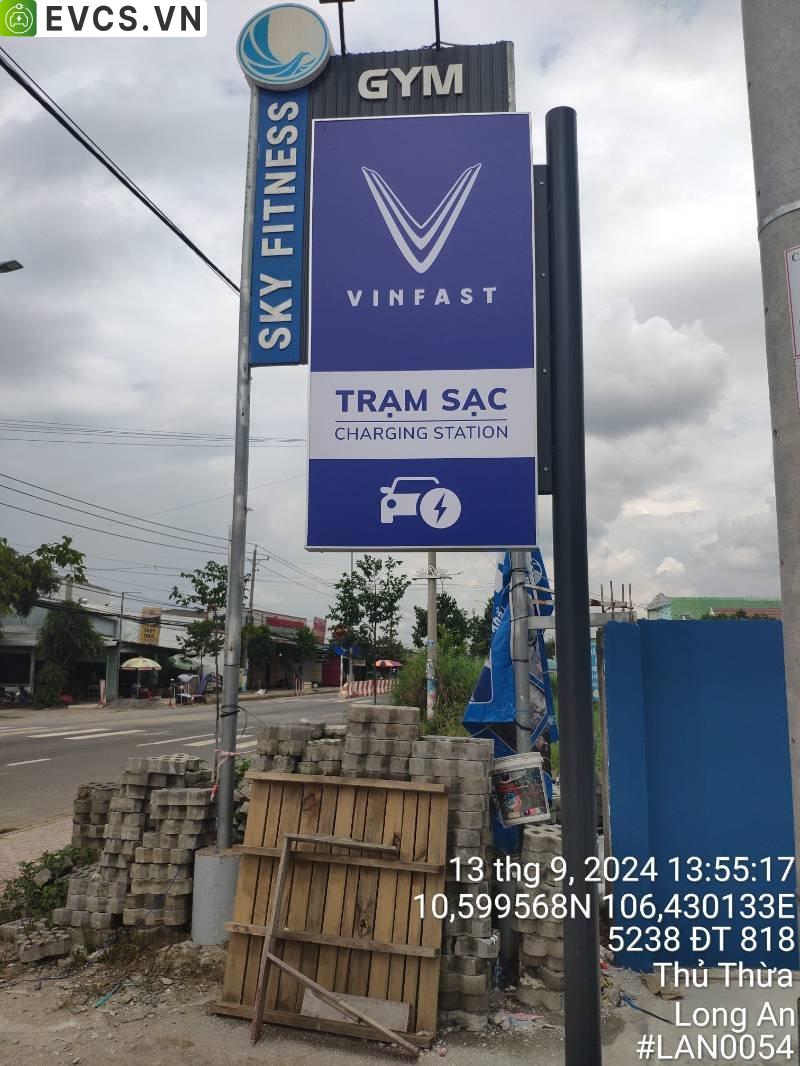 EVCS.VN
GYM
SKY FITNESS
VINFAST
TRẠM SẠC
CHARGING STATION
13 thg 9, 2024 13:55:17
10,599568N 106,430133E
5238 ĐT 818
Thủ Thừa
Long An
#LAN0054